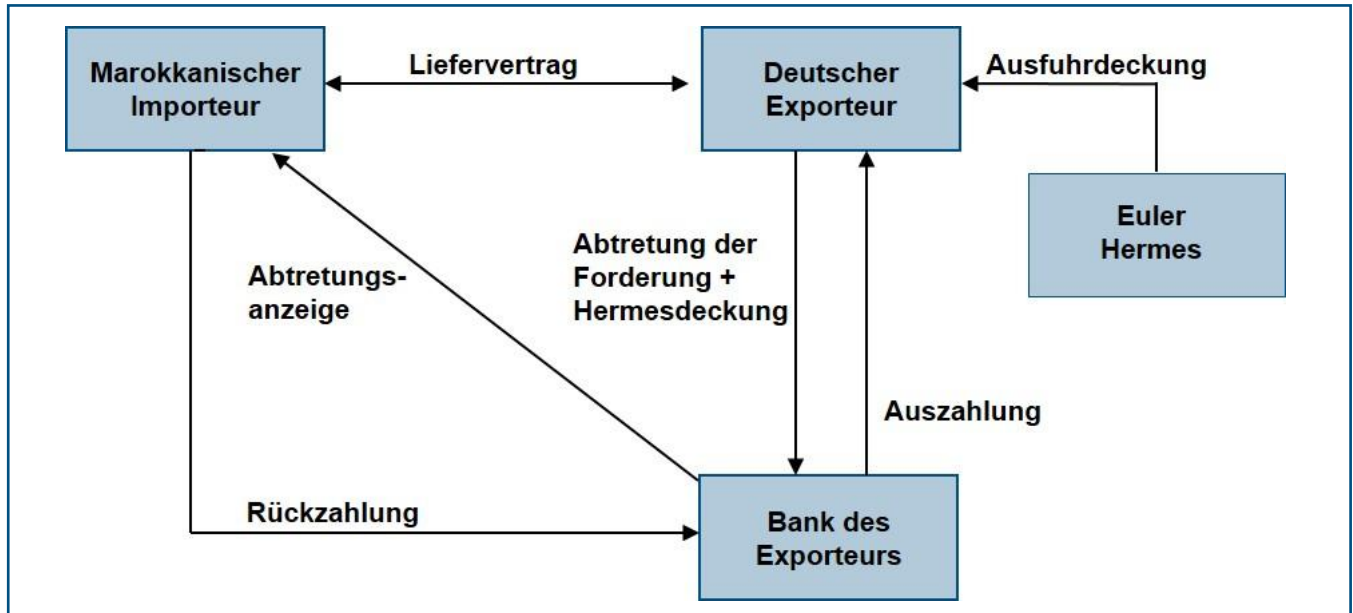 Marokkanischer
Importeur
Liefervertrag
Deutscher
Exporteur
Ausfuhrdeckung
Euler
Hermes
Abtretungs-
anzeige
Abtretung der
Forderung +
Hermesdeckung
Auszahlung
Rückzahlung
Bank des
Exporteurs